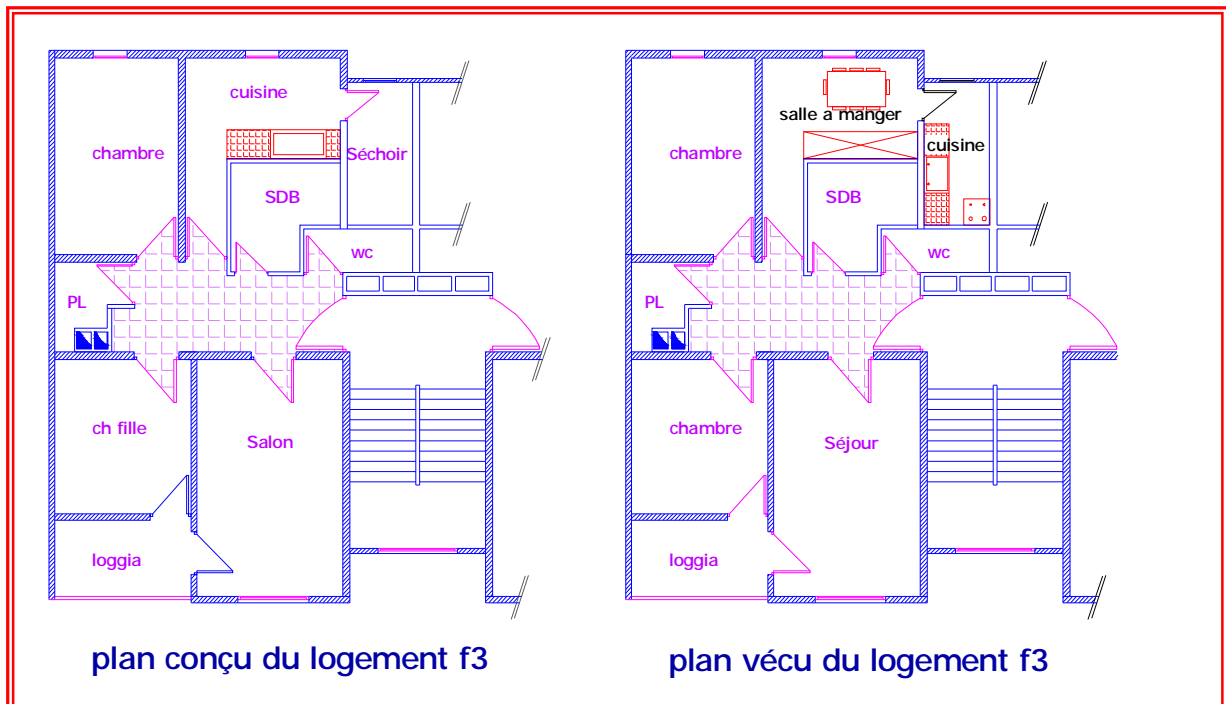 cuisine
chambre
Séchoir
SDB
wc
PL
ch fille
Salon
loggia
plan conçu du logement f3
salle a manger
chambre
cuisine
SDB
wc
PL
chambre
Séjour
loggia
plan vécu du logement f3